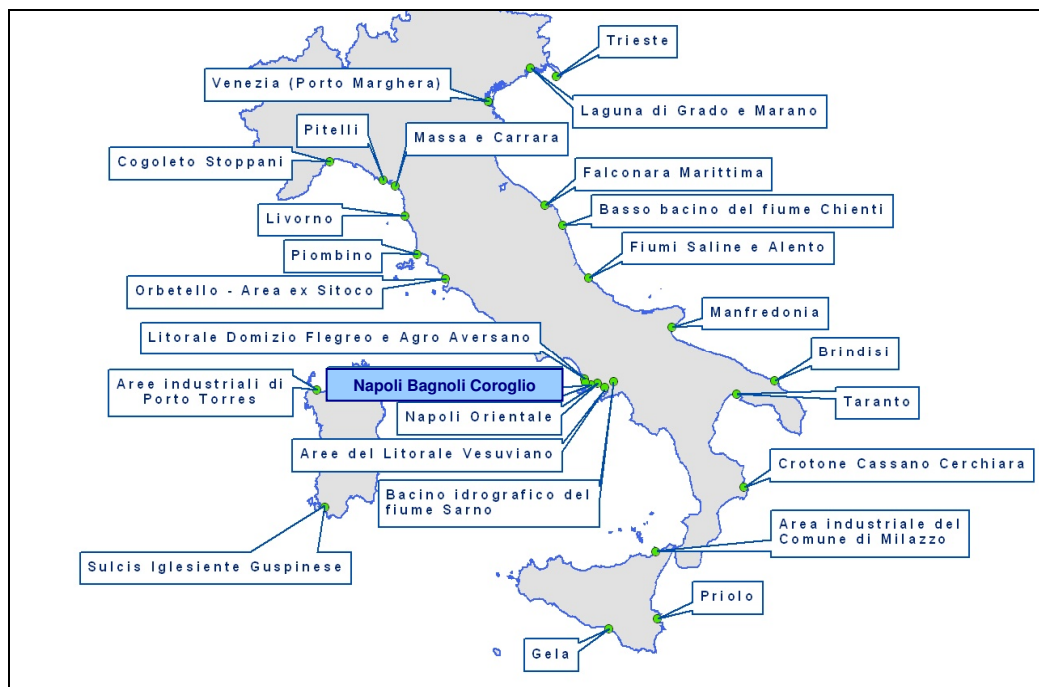 Trieste
Venezia (Porto Marghera)
Laguna di Grado e Marano
Pitelli
Massa e Carrara
Cogoleto Stoppani
Falconara Marittima
Livorno
Basso bacino del fiume Chienti
Piombino
Fiumi Saline e Alento
Orbetello - Area ex Sitoco
Manfredonia
Litorale Domizio Flegreo e Agro Aversano
Brindisi
Aree industriali di
Porto Torres
Napoli Bagnoli Coroglio
Taranto
Napoli Orientale
Aree del Litorale Vesuviano
Crotone Cassano Cerchiara
Bacino idrografico del
fiume Sarno
Area industriale del
Comune di Milazzo
Sulcis Iglesiente Guspinese
Priolo
Gela